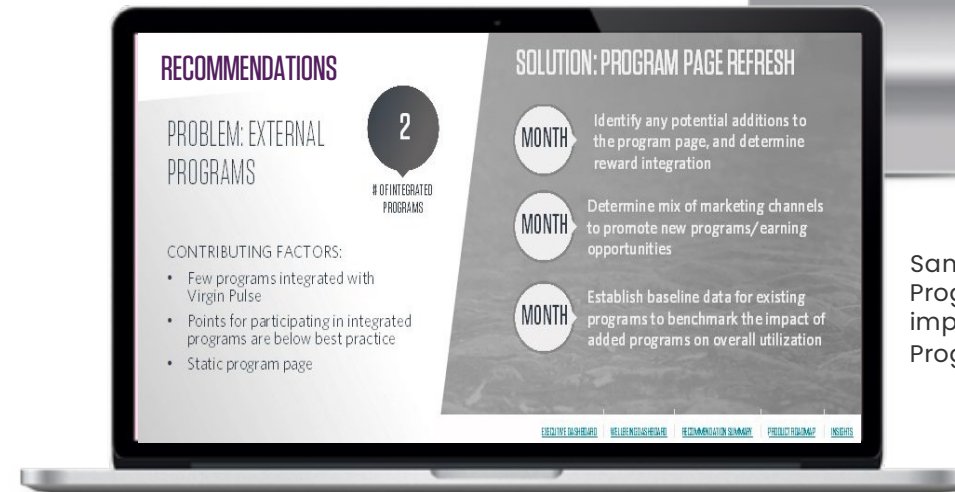 RECOMMENDATIONS
PROBLEM: EXTERNAL
PROGRAMS
2
# OF INTEGRATED
PROGRAMS
CONTRIBUTING FACTORS:
• Few programs integrated with
Virgin Pulse
• Points for participating in integrated
programs are below best practice
• Static program page
SOLUTION: PROGRAM PAGE REFRESH
MONTH
Identify any potential additions to
the program page, and determine
reward integration
MONTH
Determine mix of marketing channels
to promote new programs/earning
opportunities
MONTH
Establish baseline data for existing
programs to benchmark the impact of
added programs on overall utilization
EXECUTIVE DASHBOARD
WELLBEING DASHBOARD
RECOMMENDATION SUMMARY
PRODUCT ROADMAP
INSIGHTS
San
Prog
imp
Prog